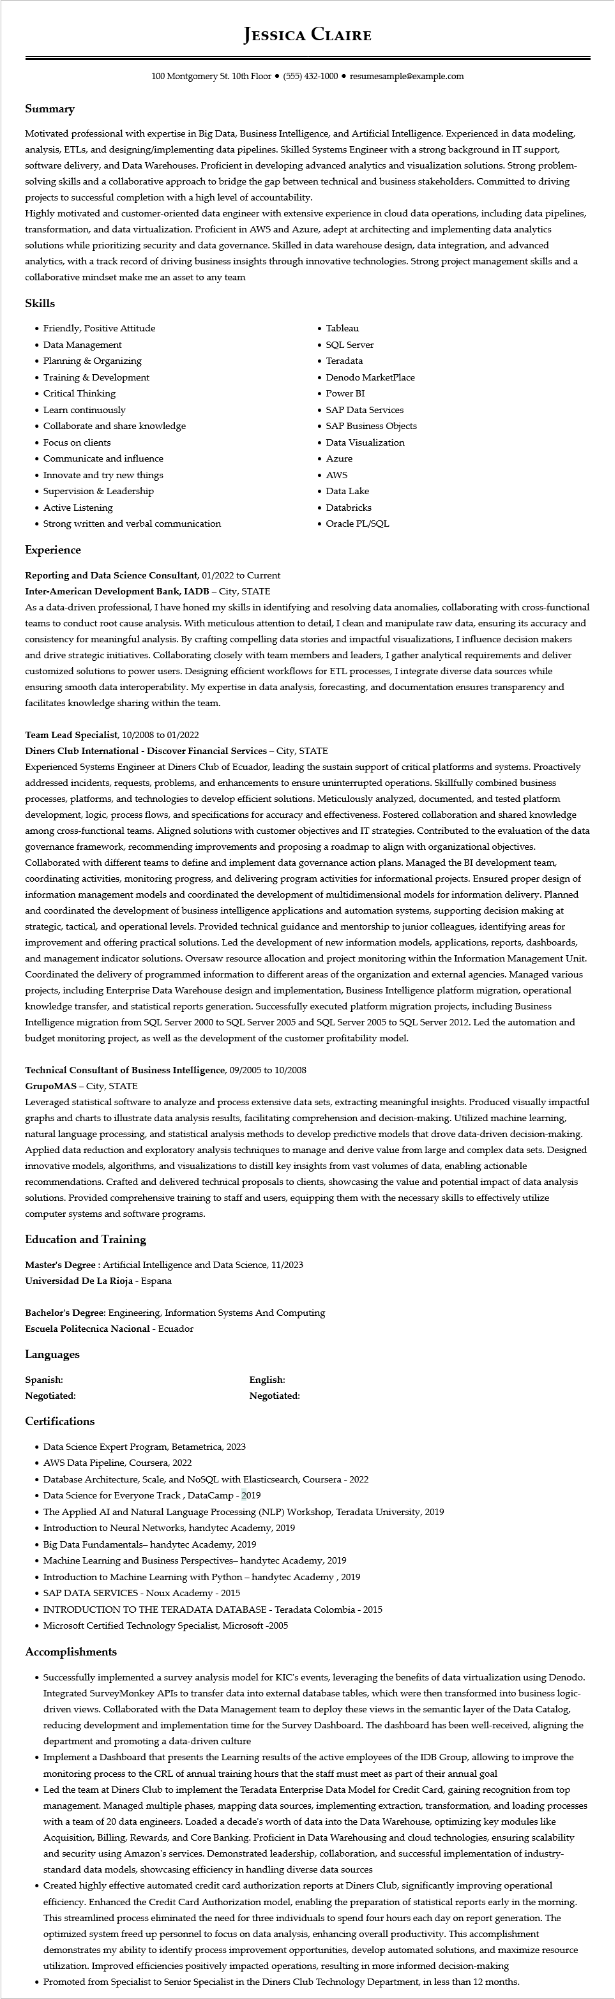 Jessica Claire
100 Montgomery St. 10th Floor ● (555) 432-1000 ● resumesample@example.com
Summary
Motivated professional with expertise in Big Data, Business Intelligence, and Artificial Intelligence. Experienced in data modeling,
analysis, ETLs, and designing/implementing data pipelines. Skilled Systems Engineer with a strong background in IT support,
software delivery, and Data Warehouses. Proficient in developing advanced analytics and visualization solutions. Strong problem-
solving skills and a collaborative approach to bridge the gap between technical and business stakeholders. Committed to driving
projects to successful completion with a high level of accountability.
Highly motivated and customer-oriented data engineer with extensive experience in cloud data operations, including data pipelines,
transformation, and data virtualization. Proficient in AWS and Azure, adept at architecting and implementing data analytics
solutions while prioritizing security and data governance. Skilled in data warehouse design, data integration, and advanced
analytics, with a track record of driving business insights through innovative technologies. Strong project management skills and a
collaborative mindset make me an asset to any team
Skills
• Friendly, Positive Attitude
• Data Management
• Planning & Organizing
• Training & Development
• Critical Thinking
• Learn continuously
• Collaborate and share knowledge
• Focus on clients
• Communicate and influence
• Innovate and try new things
• Supervision & Leadership
• Active Listening
• Strong written and verbal communication
• Tableau
• SQL Server
• Teradata
• Denodo MarketPlace
• Power BI
• SAP Data Services
• SAP Business Objects
• Data Visualization
• Azure
• AWS
• Data Lake
• Databricks
• Oracle PL/SQL
Experience
Reporting and Data Science Consultant, 01/2022 to Current
Inter-American Development Bank, IADB – City, STATE
As a data-driven professional, I have honed my skills in identifying and resolving data anomalies, collaborating with cross-functional
teams to conduct root cause analysis. With meticulous attention to detail, I clean and manipulate raw data, ensuring its accuracy and
consistency for meaningful analysis. By crafting compelling data stories and impactful visualizations, I influence decision makers
and drive strategic initiatives. Collaborating closely with team members and leaders, I gather analytical requirements and deliver
customized solutions to power users. Designing efficient workflows for ETL processes, I integrate diverse data sources while
ensuring smooth data interoperability. My expertise in data analysis, forecasting, and documentation ensures transparency and
facilitates knowledge sharing within the team.
Team Lead Specialist, 10/2008 to 01/2022
Diners Club International - Discover Financial Services – City, STATE
Experienced Systems Engineer at Diners Club of Ecuador, leading the sustain support of critical platforms and systems. Proactively
addressed incidents, requests, problems, and enhancements to ensure uninterrupted operations. Skillfully combined business
processes, platforms, and technologies to develop efficient solutions. Meticulously analyzed, documented, and tested platform
development, logic, process flows, and specifications for accuracy and effectiveness. Fostered collaboration and shared knowledge
among cross-functional teams. Aligned solutions with customer objectives and IT strategies. Contributed to the evaluation of the data
governance framework, recommending improvements and proposing a roadmap to align with organizational objectives.
Collaborated with different teams to define and implement data governance action plans. Managed the BI development team,
coordinating activities, monitoring progress, and delivering program activities for informational projects. Ensured proper design of
information management models and coordinated the development of multidimensional models for information delivery. Planned
and coordinated the development of business intelligence applications and automation systems, supporting decision making at
strategic, tactical, and operational levels. Provided technical guidance and mentorship to junior colleagues, identifying areas for
improvement and offering practical solutions. Led the development of new information models, applications, reports, dashboards,
and management indicator solutions. Oversaw resource allocation and project monitoring within the Information Management Unit.
Coordinated the delivery of programmed information to different areas of the organization and external agencies. Managed various
projects, including Enterprise Data Warehouse design and implementation, Business Intelligence platform migration, operational
knowledge transfer, and statistical reports generation. Successfully executed platform migration projects, including Business
Intelligence migration from SQL Server 2000 to SQL Server 2005 and SQL Server 2005 to SQL Server 2012. Led the automation and
budget monitoring project, as well as the development of the customer profitability model.
Technical Consultant of Business Intelligence, 09/2005 to 10/2008
GrupoMAS – City, STATE
Leveraged statistical software to analyze and process extensive data sets, extracting meaningful insights. Produced visually impactful
graphs and charts to illustrate data analysis results, facilitating comprehension and decision-making. Utilized machine learning,
natural language processing, and statistical analysis methods to develop predictive models that drove data-driven decision-making.
Applied data reduction and exploratory analysis techniques to manage and derive value from large and complex data sets. Designed
innovative models, algorithms, and visualizations to distill key insights from vast volumes of data, enabling actionable
recommendations. Crafted and delivered technical proposals to clients, showcasing the value and potential impact of data analysis
solutions. Provided comprehensive training to staff and users, equipping them with the necessary skills to effectively utilize
computer systems and software programs.
Education and Training
Master's Degree : Artificial Intelligence and Data Science, 11/2023
Universidad De La Rioja - Espana
Bachelor's Degree: Engineering, Information Systems And Computing
Escuela Politecnica Nacional - Ecuador
Languages
Spanish:
Negotiated:
English:
Negotiated:
Certifications
• Data Science Expert Program, Betametrica, 2023
• AWS Data Pipeline, Coursera, 2022
• Database Architecture, Scale, and NoSQL with Elasticsearch, Coursera - 2022
• Data Science for Everyone Track , DataCamp - 2019
• The Applied AI and Natural Language Processing (NLP) Workshop, Teradata University, 2019
• Introduction to Neural Networks, handytec Academy, 2019
• Big Data Fundamentals– handytec Academy, 2019
• Machine Learning and Business Perspectives– handytec Academy, 2019
• Introduction to Machine Learning with Python – handytec Academy , 2019
• SAP DATA SERVICES - Noux Academy - 2015
• INTRODUCTION TO THE TERADATA DATABASE - Teradata Colombia - 2015
• Microsoft Certified Technology Specialist, Microsoft -2005
Accomplishments
• Successfully implemented a survey analysis model for KIC's events, leveraging the benefits of data virtualization using Denodo.
Integrated SurveyMonkey APIs to transfer data into external database tables, which were then transformed into business logic-
driven views. Collaborated with the Data Management team to deploy these views in the semantic layer of the Data Catalog,
reducing development and implementation time for the Survey Dashboard. The dashboard has been well-received, aligning the
department and promoting a data-driven culture
• Implement a Dashboard that presents the Learning results of the active employees of the IDB Group, allowing to improve the
monitoring process to the CRL of annual training hours that the staff must meet as part of their annual goal
• Led the team at Diners Club to implement the Teradata Enterprise Data Model for Credit Card, gaining recognition from top
management. Managed multiple phases, mapping data sources, implementing extraction, transformation, and loading processes
with a team of 20 data engineers. Loaded a decade's worth of data into the Data Warehouse, optimizing key modules like
Acquisition, Billing, Rewards, and Core Banking. Proficient in Data Warehousing and cloud technologies, ensuring scalability
and security using Amazon's services. Demonstrated leadership, collaboration, and successful implementation of industry-
standard data models, showcasing efficiency in handling diverse data sources
• Created highly effective automated credit card authorization reports at Diners Club, significantly improving operational
efficiency. Enhanced the Credit Card Authorization model, enabling the preparation of statistical reports early in the morning.
This streamlined process eliminated the need for three individuals to spend four hours each day on report generation. The
optimized system freed up personnel to focus on data analysis, enhancing overall productivity. This accomplishment
demonstrates my ability to identify process improvement opportunities, develop automated solutions, and maximize resource
utilization. Improved efficiencies positively impacted operations, resulting in more informed decision-making
• Promoted from Specialist to Senior Specialist in the Diners Club Technology Department, in less than 12 months.